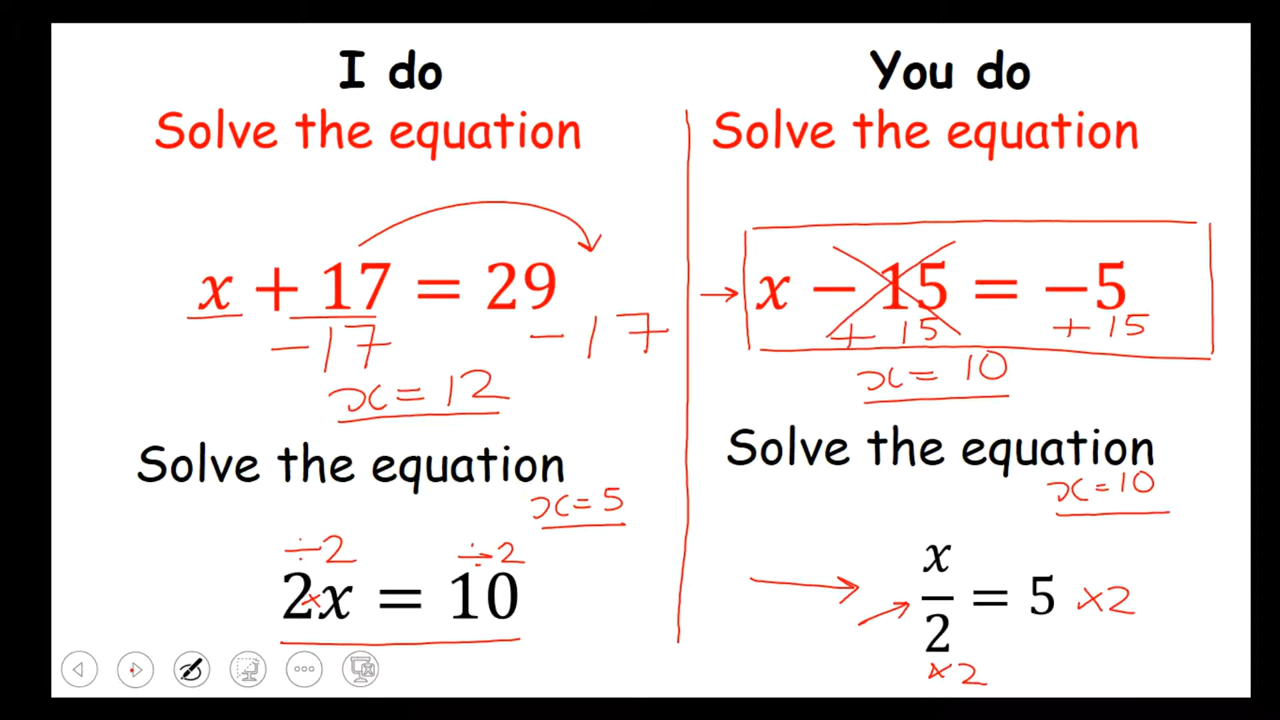 I do
Solve the equation
x + 17 = 29
-17 -17
x = 12
Solve the equation
x = 5
÷2 ÷2
2×x = 10
You do
Solve the equation
x − 15 = −5
+ 15 + 15
x = 10
Solve the equation
x = 10
x/2 = 5 ×2
×2